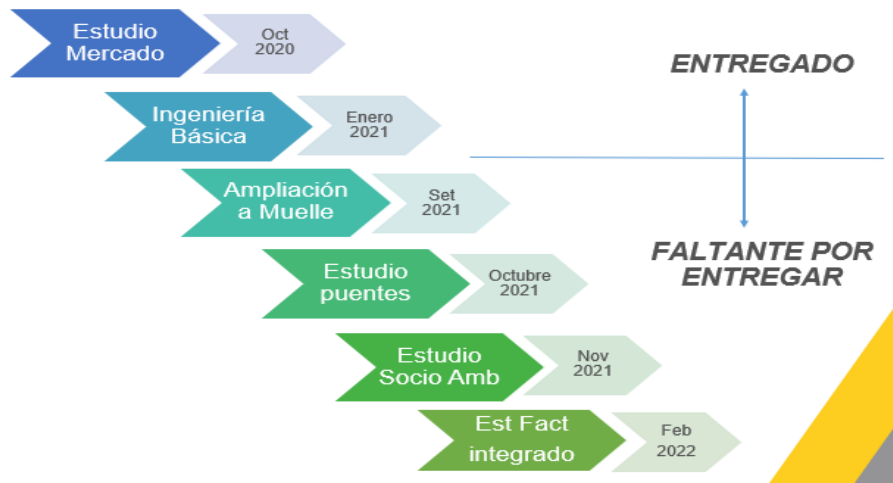 Estudio
Mercado
Oct
2020
ENTREGADO
Ingeniería
Básica
Enero
2021
Ampliación
a Muelle
Set
2021
FALTANTE POR
ENTREGAR
Estudio
puentes
Octubre
2021
Estudio
Socio Amb
Nov
2021
Est Fact
integrado
Feb
2022